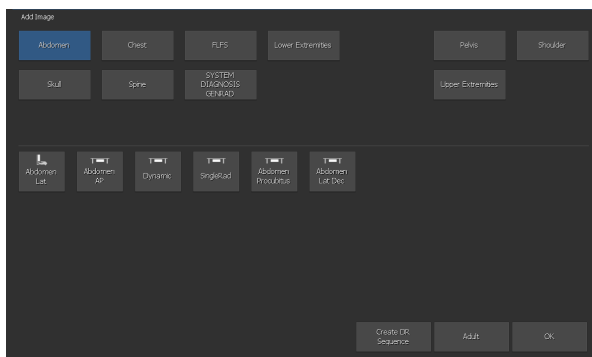 Add Image
Abdomen
Chest
FLFS
Lower Extremities
Pelvis
Shoulder
Skull
Spine
SYSTEM
DIAGNOSIS
GENRAD
Upper Extremities
Abdomen
Lat
Abdomen
AP
Dynamic
SingleRad
Abdomen
Procubitus
Abdomen
Lat Dec
Create DR
Sequence
Adult
OK